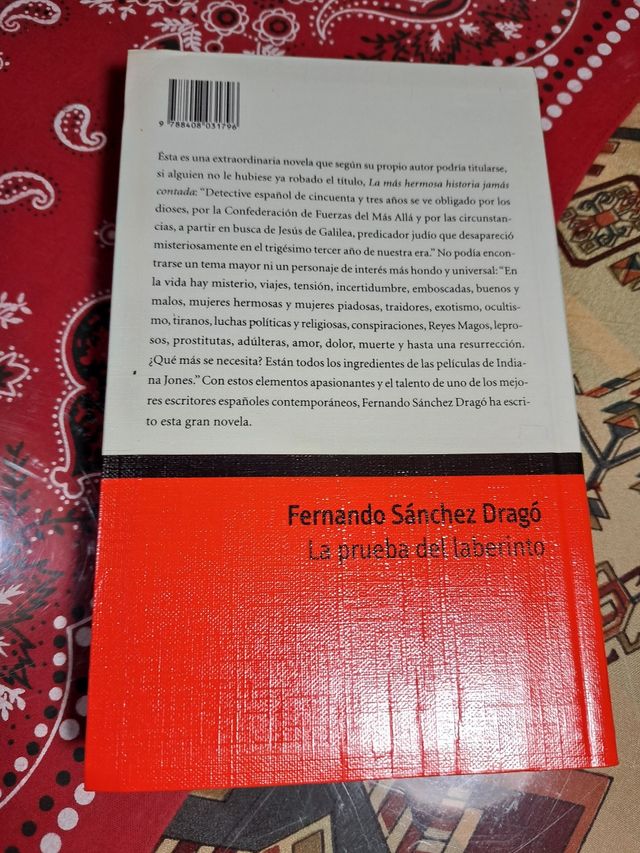 9 788408 031796
Ésta es una extraordinaria novela que según su propio autor podría titularse,
si alguien no le hubiese ya robado el título, La más hermosa historia jamás
contada: "Detective español de cincuenta y tres años se ve obligado por los
dioses, por la Confederación de Fuerzas del Más Allá y por las circunstan-
cias, a partir en busca de Jesús de Galilea, predicador judío que desapareció
misteriosamente en el trigésimo tercer año de nuestra era." No podía encon-
trarse un tema mayor ni un personaje de interés más hondo y universal: "En
la vida hay misterio, viajes, tensión, incertidumbre, emboscadas, buenos y
malos, mujeres hermosas y mujeres piadosas, traidores, exotismo, ocultis-
mo, tiranos, luchas políticas y religiosas, conspiraciones, Reyes Magos, lepro-
sos, prostitutas, adúlteras, amor, dolor, muerte y hasta una resurrección.
¿Qué más se necesita? Están todos los ingredientes de las películas de India-
na Jones." Con estos elementos apasionantes y el talento de uno de los mejo-
res escritores españoles contemporáneos, Fernando Sánchez Dragó ha escri-
to esta gran novela.
Fernando Sánchez Dragó
La prueba del laberinto